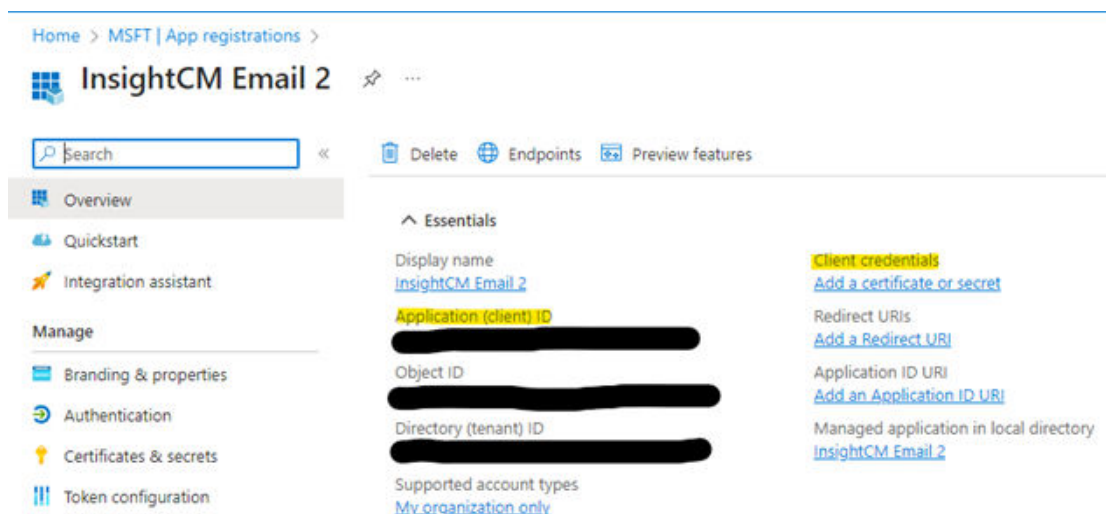 Home > MSFT | App registrations >
InsightCM Email 2
Search
«
Delete
Endpoints
Preview features
Overview
Quickstart
Integration assistant
Manage
Branding & properties
Authentication
Certificates & secrets
Token configuration
Essentials
Display name
InsightCM Email 2
Application (client) ID
Object ID
Directory (tenant) ID
Supported account types
My organization only
Client credentials
Add a certificate or secret
Redirect URIs
Add a Redirect URI
Application ID URI
Add an Application ID URI
Managed application in local directory
InsightCM Email 2